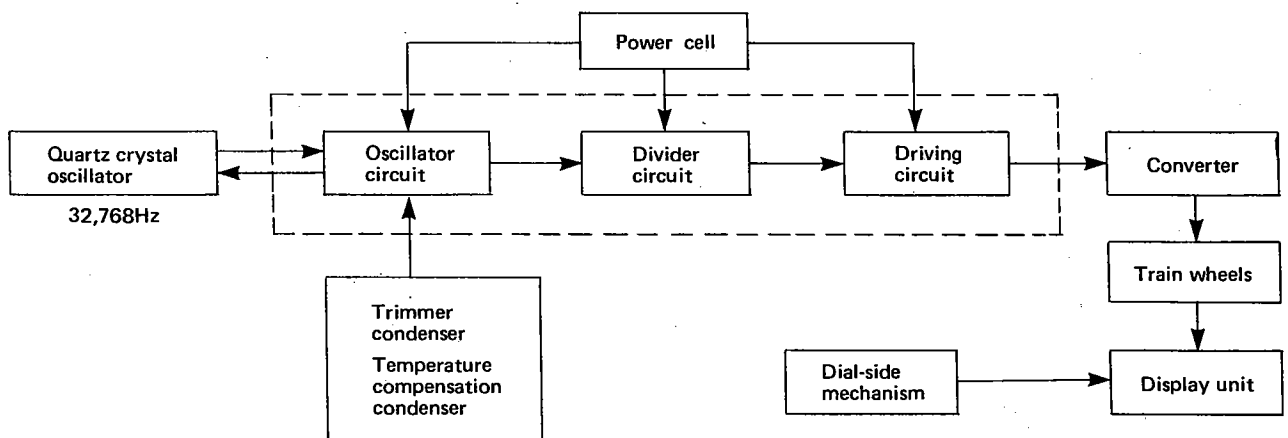 Power cell
Quartz crystal
oscillator
32,768Hz
Oscillator
circuit
Divider
circuit
Driving
circuit
Converter
Train wheels
Trimmer
condenser
Temperature
compensation
condenser
Dial-side
mechanism
Display unit